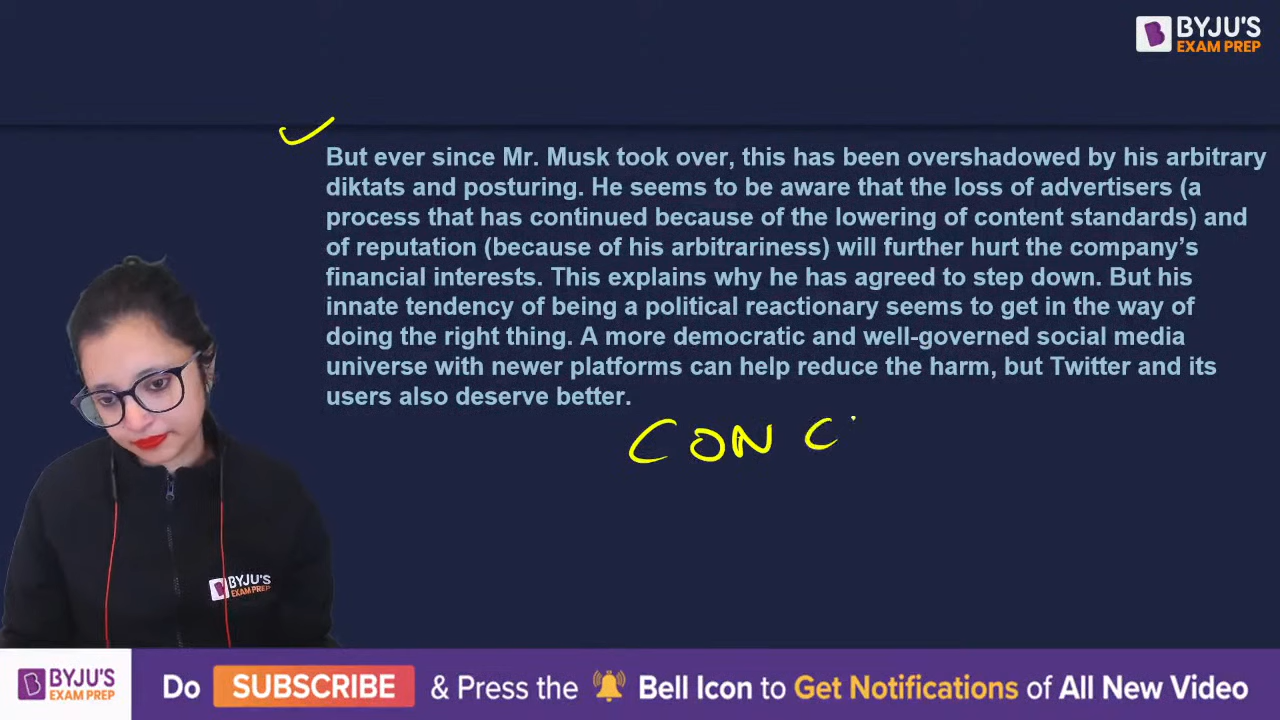 BYJU'S
EXAM PREP
But ever since Mr. Musk took over, this has been overshadowed by his arbitrary
diktats and posturing. He seems to be aware that the loss of advertisers (a
process that has continued because of the lowering of content standards) and
of reputation (because of his arbitrariness) will further hurt the company's
financial interests. This explains why he has agreed to step down. But his
innate tendency of being a political reactionary seems to get in the way of
doing the right thing. A more democratic and well-governed social media
universe with newer platforms can help reduce the harm, but Twitter and its
users also deserve better.
CON C
BYJU'S
EXAM PREP
BYJU'S
EXAM PREP
Do SUBSCRIBE & Press the Bell Icon to Get Notifications of All New Video